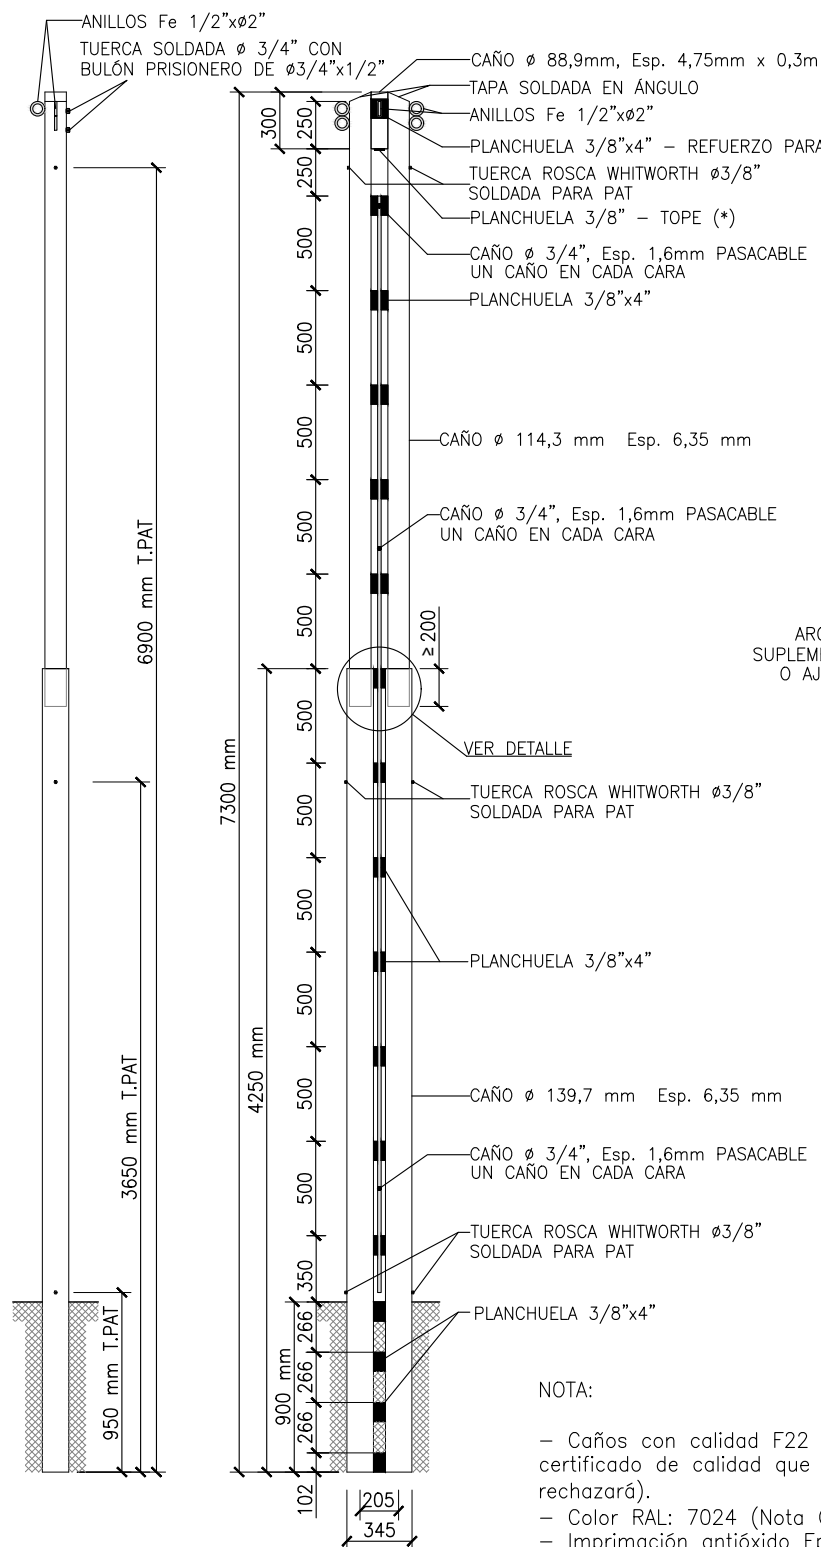 ANILLOS Fe 1/2"xø2"
TUERCA SOLDADA ø 3/4" CON
BULÓN PRISIONERO DE ø3/4"x1/2"
CAÑO ø 88,9mm, Esp. 4,75mm x 0,3m
TAPA SOLDADA EN ÁNGULO
ANILLOS Fe 1/2"xø2"
PLANCHUELA 3/8"x4" – REFUERZO PARA
TUERCA ROSCA WHITWORTH ø3/8"
SOLDADA PARA PAT
PLANCHUELA 3/8" – TOPE (*)
CAÑO ø 3/4", Esp. 1,6mm PASACABLE
UN CAÑO EN CADA CARA
PLANCHUELA 3/8"x4"
CAÑO ø 114,3 mm Esp. 6,35 mm
CAÑO ø 3/4", Esp. 1,6mm PASACABLE
UN CAÑO EN CADA CARA
SUPLEM
O AJ
VER DETALLE
TUERCA ROSCA WHITWORTH ø3/8"
SOLDADA PARA PAT
PLANCHUELA 3/8"x4"
CAÑO ø 139,7 mm Esp. 6,35 mm
CAÑO ø 3/4", Esp. 1,6mm PASACABLE
UN CAÑO EN CADA CARA
TUERCA ROSCA WHITWORTH ø3/8"
SOLDADA PARA PAT
PLANCHUELA 3/8"x4"
300
250
250
500
500
500
500
500
≥200
500
500
500
500
500
500
350
266
266
266
102
6900 mm T.PAT
3650 mm T.PAT
950 mm T.PAT
7300 mm
4250 mm
900 mm
205
345
NOTA:
– Caños con calidad F22
certificado de calidad que
rechazará).
– Color RAL: 7024 (Nota
– Imprimación antióxido